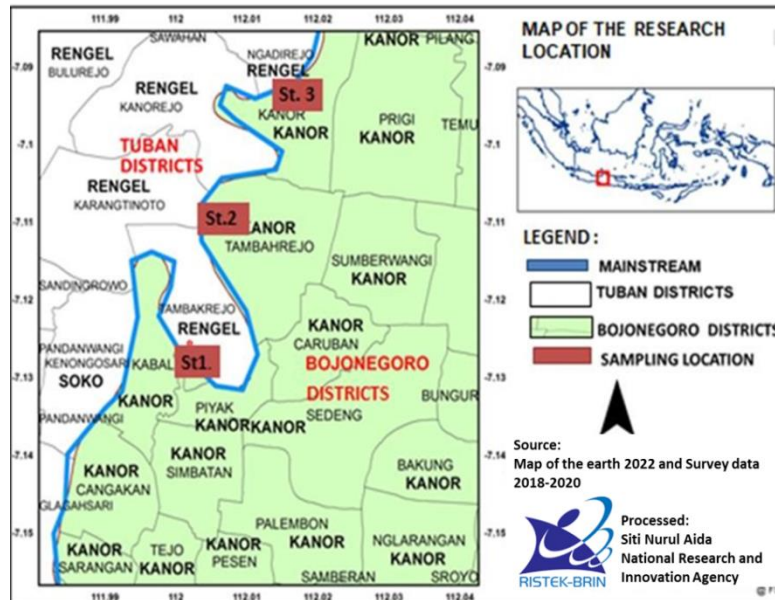 111.99 112 112.01 112.02 112.03 112.04
MAP OF THE RESEARCH
LOCATION
SAWAHAN
KANOR
PILANG
RENGEL
BULUREJO
NGADIREJO
RENGEL
-7.09
-7.09
RENGEL
KANOREJO
St. 3
KANOR
KANOR
PRIGI
KANOR
TEMU
TUBAN
DISTRICTS
-7.1
-7.1
RENGEL
KARANGTINOTO
St.2
KANOR
TAMBAHREJO
-7.11
-7.11
SUMBERWANGI
KANOR
LEGEND :
MAINSTREAM
TUBAN DISTRICTS
BOJONEGORO DISTRICTS
SAMPLING LOCATION
SANDINGROWO
-7.12
-7.12
TAMBAKREJO
RENGEL
KANOR
CARUBAN
PANDANWANGI
KENONGOSARI
SOKO
KABAL
St1.
BOJONEGORO
DISTRICTS
-7.13
-7.13
KANOR
PIYAK
KANOR
KANOR
SEDENG
BUNGUR
PANDANWANGI
-7.14
-7.14
KANOR
SIMBATAN
KANOR
CANGAKAN
BAKUNG
KANOR
GLAGAHSARI
-7.15
-7.15
KANOR
SARANGAN
TEJO
KANOR
KANOR
PESEN
PALEMBON
KANOR
NGLARANGAN
KANOR
SAMBERAN
SROYO
111.99 112 112.01 112.02 112.03 112.04
Source:
Map of the earth 2022 and Survey data
2018-2020
RISTEK-BRIN
Processed:
Siti Nurul Aida
National Research and
Innovation Agency